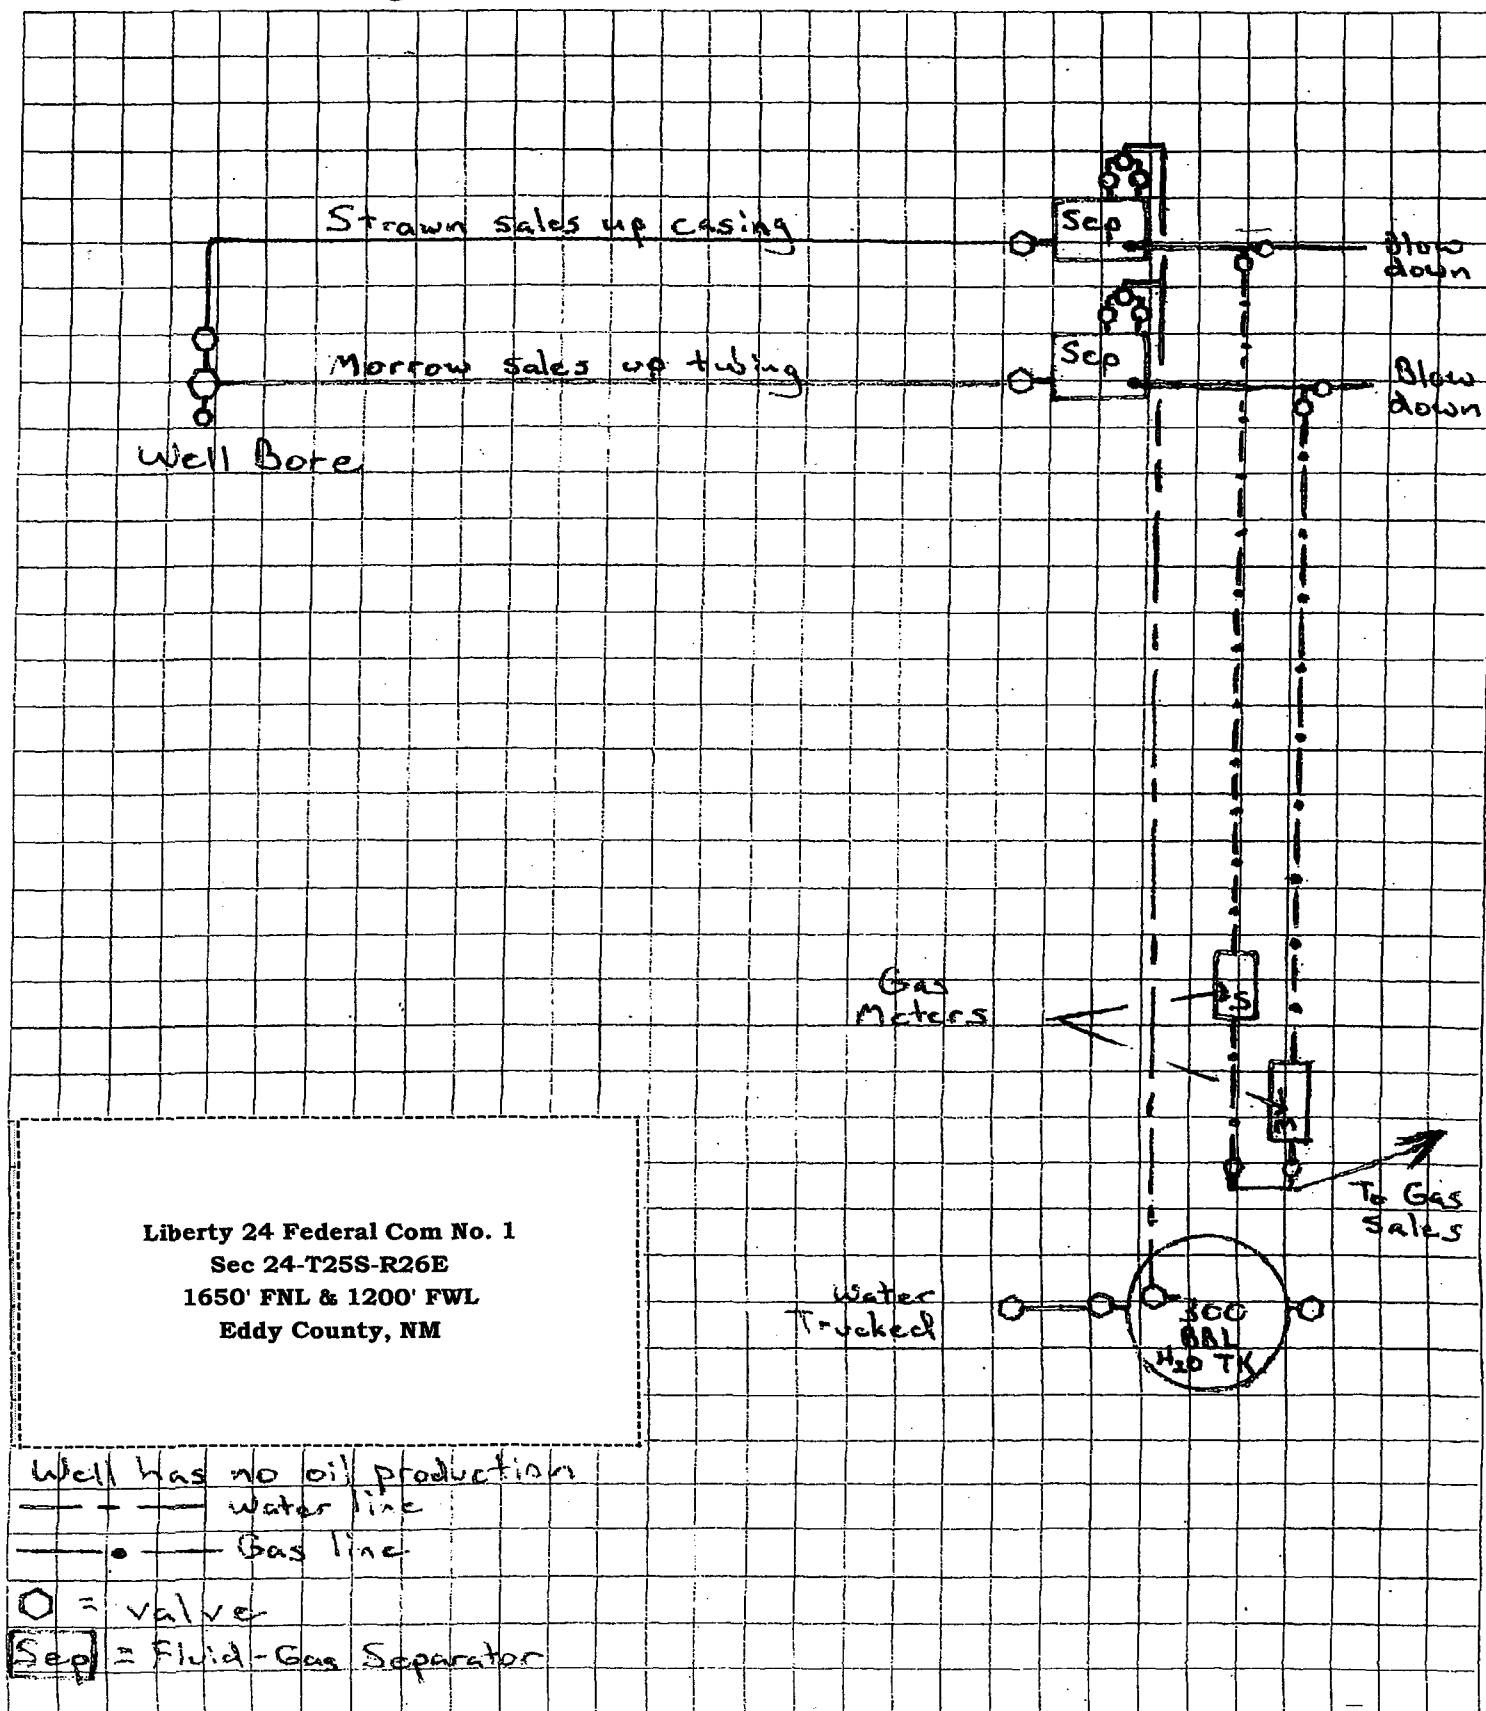 Strawn sales up casing
Sep
Blow
down
Morrow sales up tubing
Sep
Blow
down
Well Bore
Gas
Meters
S
M
To Gas
Sales
Water
Trucked
300
BBL
H20 TK
Liberty 24 Federal Com No. 1
Sec 24-T25S-R26E
1650' FNL & 1200' FWL
Eddy County, NM
Well has no oil production
Water line
Gas line
= valve
Sep = Fluid-Gas Separator